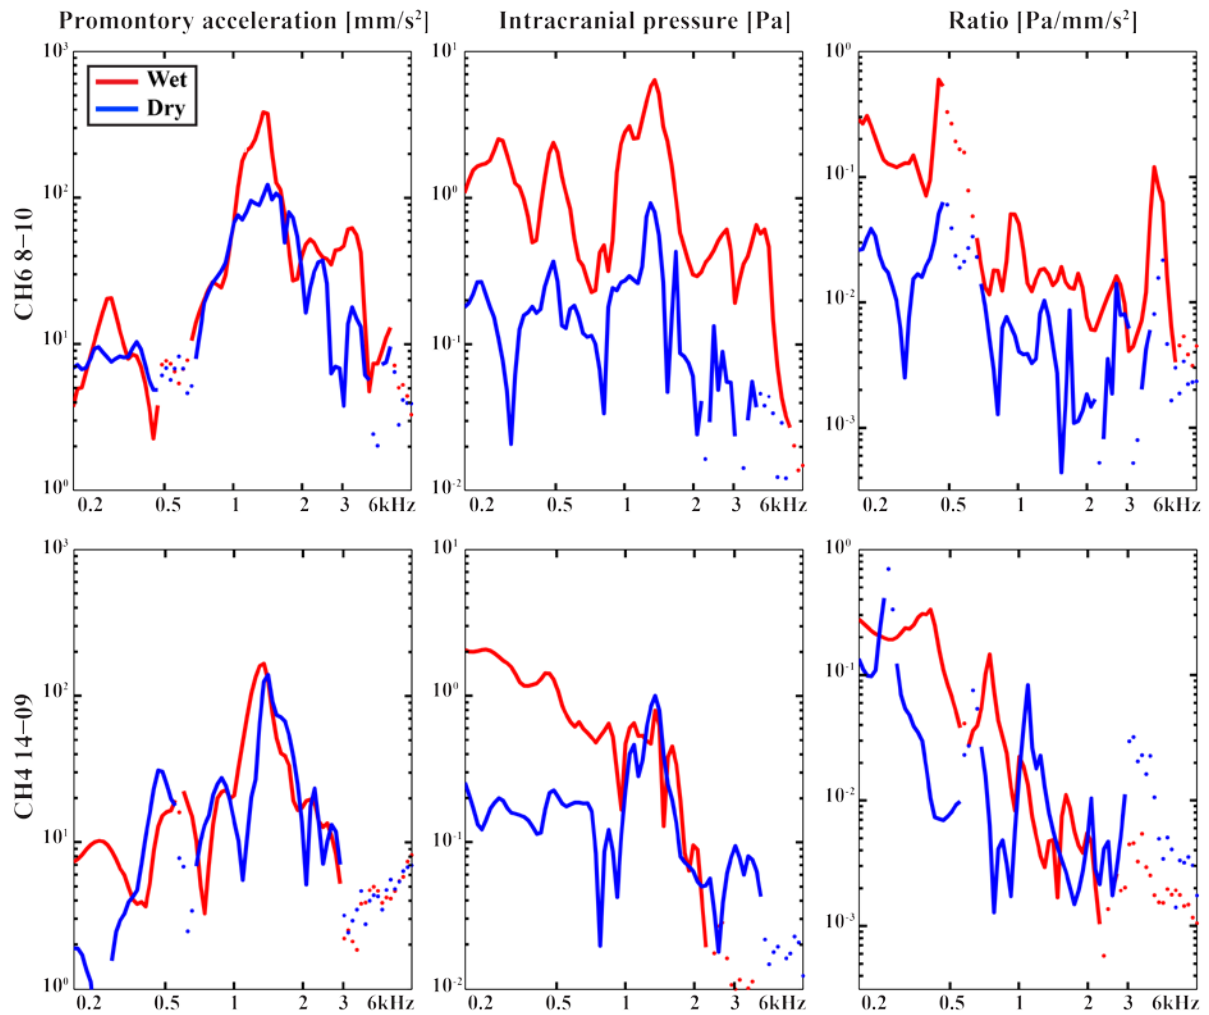 Promontory acceleration [mm/s²] Intracranial pressure [Pa] Ratio [Pa/mm/s²]
10³ 10¹ 10⁰
Wet
Dry
10² 10⁰ 10⁻¹
CH6 8–10
10¹ 10⁻¹ 10⁻²
10⁻³
10⁰ 10⁻²
0.2 0.5 1 2 3 6kHz 0.2 0.5 1 2 3 6kHz 0.2 0.5 1 2 3 6kHz
10³ 10¹ 10⁰
10² 10⁰ 10⁻¹
CH4 14–09
10¹ 10⁻¹ 10⁻²
10⁻³
10⁰ 10⁻²
0.2 0.5 1 2 3 6kHz 0.2 0.5 1 2 3 6kHz 0.2 0.5 1 2 3 6kHz